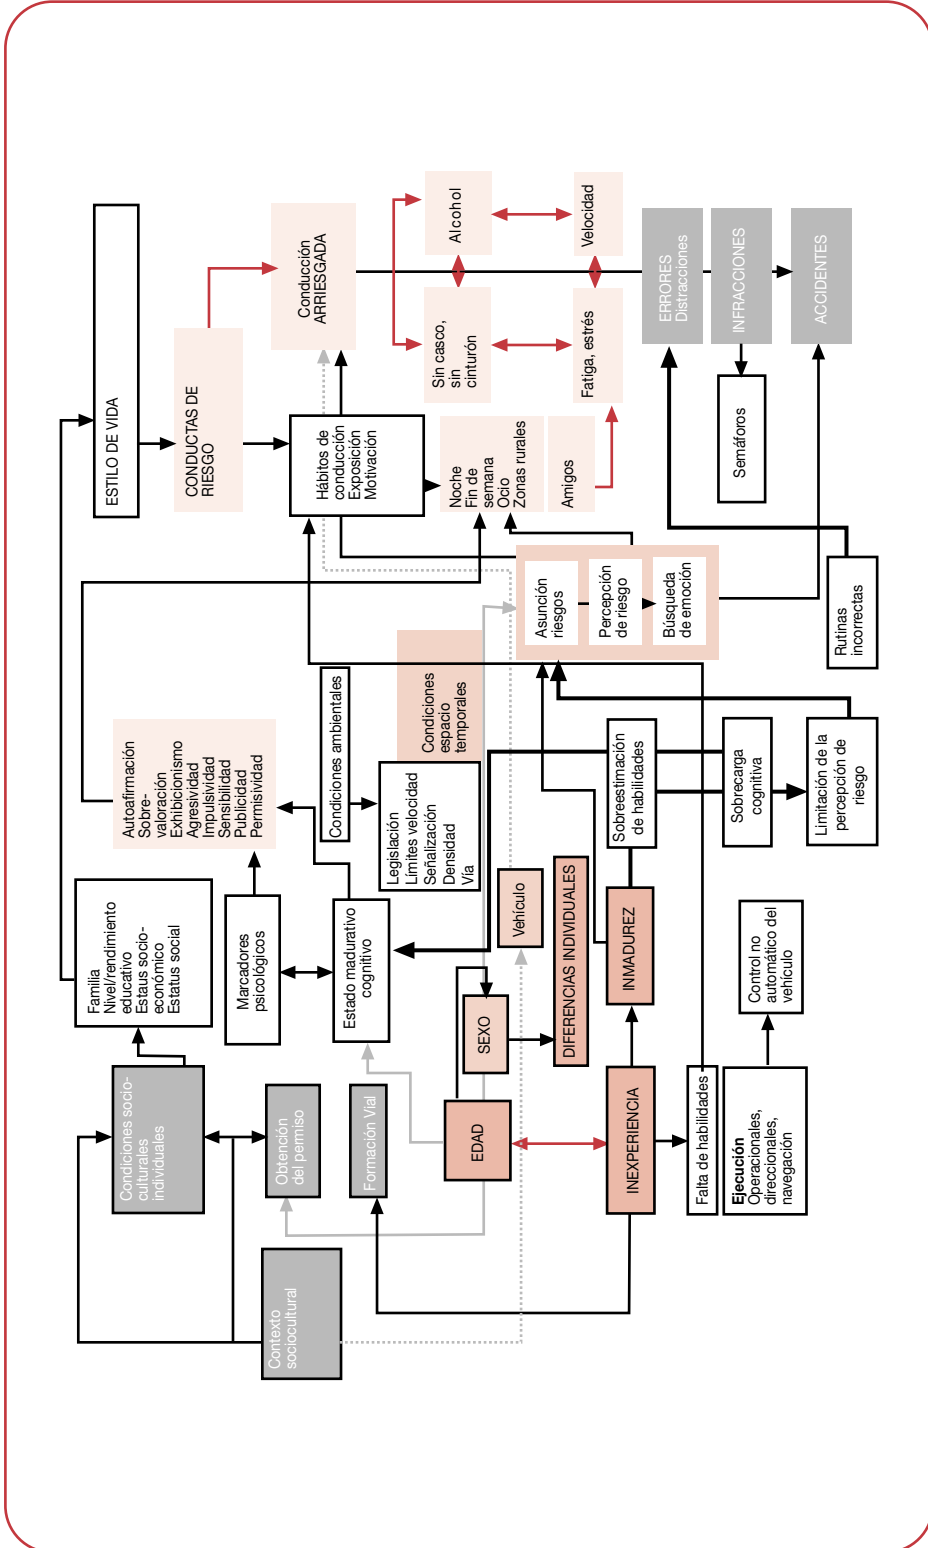 Contexto
sociocultural
Condiciones socio-
culturales
individuales
Obtención
del permiso
Formación Vial
EDAD
INEXPERIENCIA
Falta de habilidades
Ejecución
Operacionales,
direccionales,
navegación
Familia
Nivel/rendimiento
educativo
Estaus socio-
económico
Estatus social
Marcadores
psicológicos
Estado madurativo
cognitivo
SEXO
DIFERENCIAS INDIVIDUALES
INMADUREZ
Control no
automático del
vehículo
Vehículo
Autoafirmación
Sobre-
valoración
Exhibicionismo
Agresividad
Impulsividad
Sensibilidad
Publicidad
Permisividad
Condiciones ambientales
Legislación
Límites velocidad
Señalización
Densidad
Vía
Condiciones
espacio
temporales
Sobreestimación
de habilidades
Sobrecarga
cognitiva
Limitación de la
percepción de
riesgo
ESTILO DE VIDA
CONDUCTAS DE
RIESGO
Hábitos de
conducción
Exposición
Motivación
Noche
Fin de
semana
Ocio
Zonas rurales
Amigos
Asunción
riesgos
Percepción
de riesgo
Búsqueda
de emoción
Rutinas
incorrectas
Conducción
ARRIESGADA
Sin casco,
sin
cinturón
Alcohol
Fatiga, estrés
Velocidad
ERRORES
Distracciones
INFRACCIONES
Semáforos
ACCIDENTES